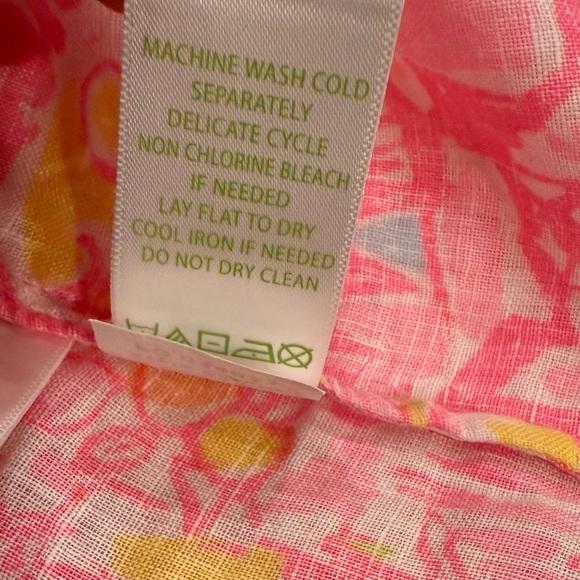 MACHINE WASH COLD
SEPARATELY
DELICATE CYCLE
NON CHLORINE BLEACH
IF NEEDED
LAY FLAT TO DRY
COOL IRON IF NEEDED
DO NOT DRY CLEAN